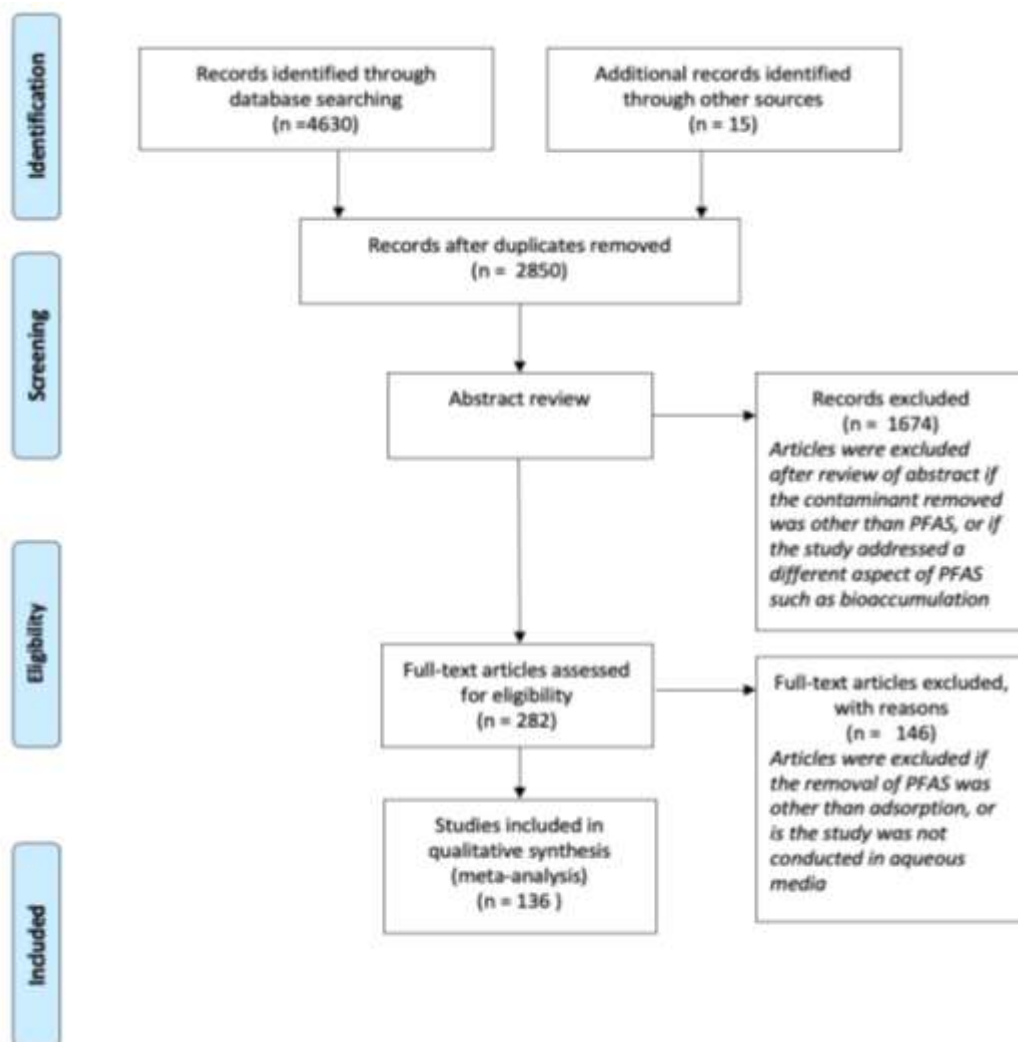 Identification
Records identified through
database searching
(n =4630)
Additional records identified
through other sources
(n = 15)
Records after duplicates removed
(n = 2850)
Screening
Abstract review
Records excluded
(n = 1674)
Articles were excluded
after review of abstract if
the contaminant removed
was other than PFAS, or if
the study addressed a
different aspect of PFAS
such as bioaccumulation
Eligibility
Full-text articles assessed
for eligibility
(n = 282)
Full-text articles excluded,
with reasons
(n = 146)
Articles were excluded if
the removal of PFAS was
other than adsorption, or
is the study was not
conducted in aqueous
media
Included
Studies included in
qualitative synthesis
(meta-analysis)
(n = 136 )